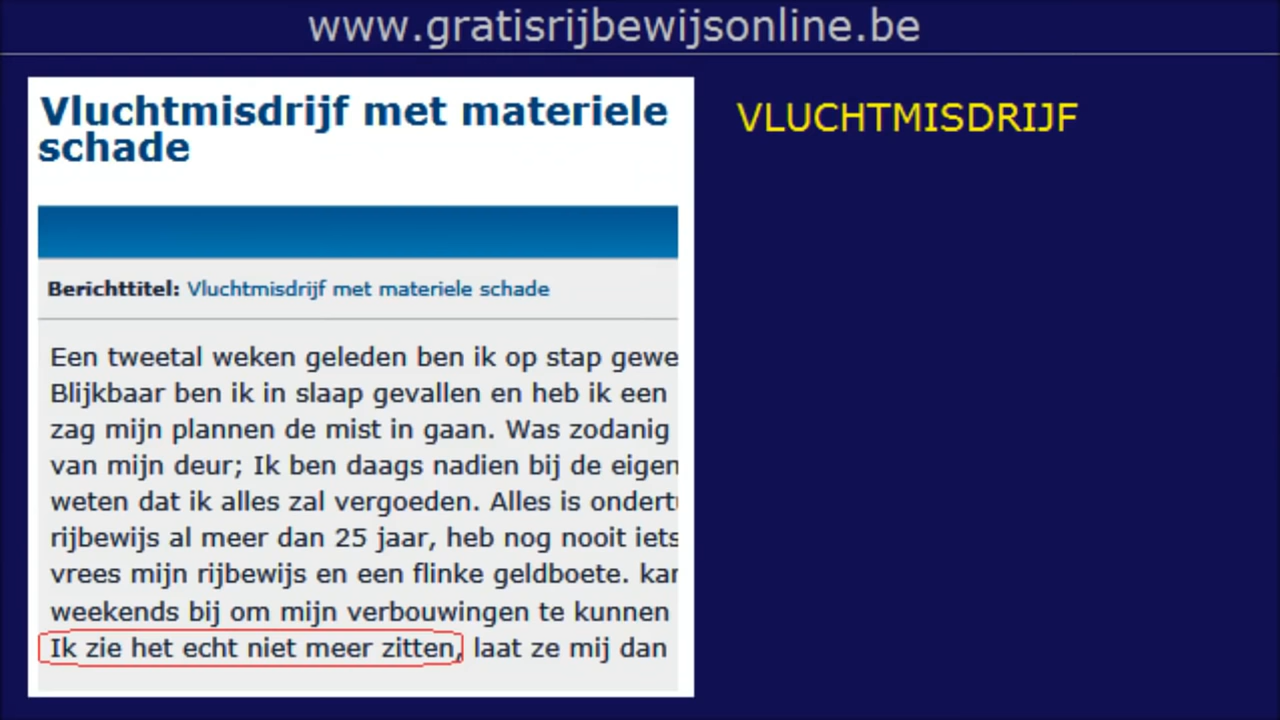 www.gratisrijbewijsonline.be
Vluchtmisdrijf met materiele
schade
VLUCHTMISDRIJF
Berichttitel: Vluchtmisdrijf met materiele schade
Een tweetal weken geleden ben ik op stap gewe
Blijkbaar ben ik in slaap gevallen en heb ik een
zag mijn plannen de mist in gaan. Was zodanig
van mijn deur; Ik ben daags nadien bij de eigen
weten dat ik alles zal vergoeden. Alles is ondert
rijbewijs al meer dan 25 jaar, heb nog nooit iets
vrees mijn rijbewijs en een flinke geldboete. kan
weekends bij om mijn verbouwingen te kunnen
Ik zie het echt niet meer zitten, laat ze mij dan